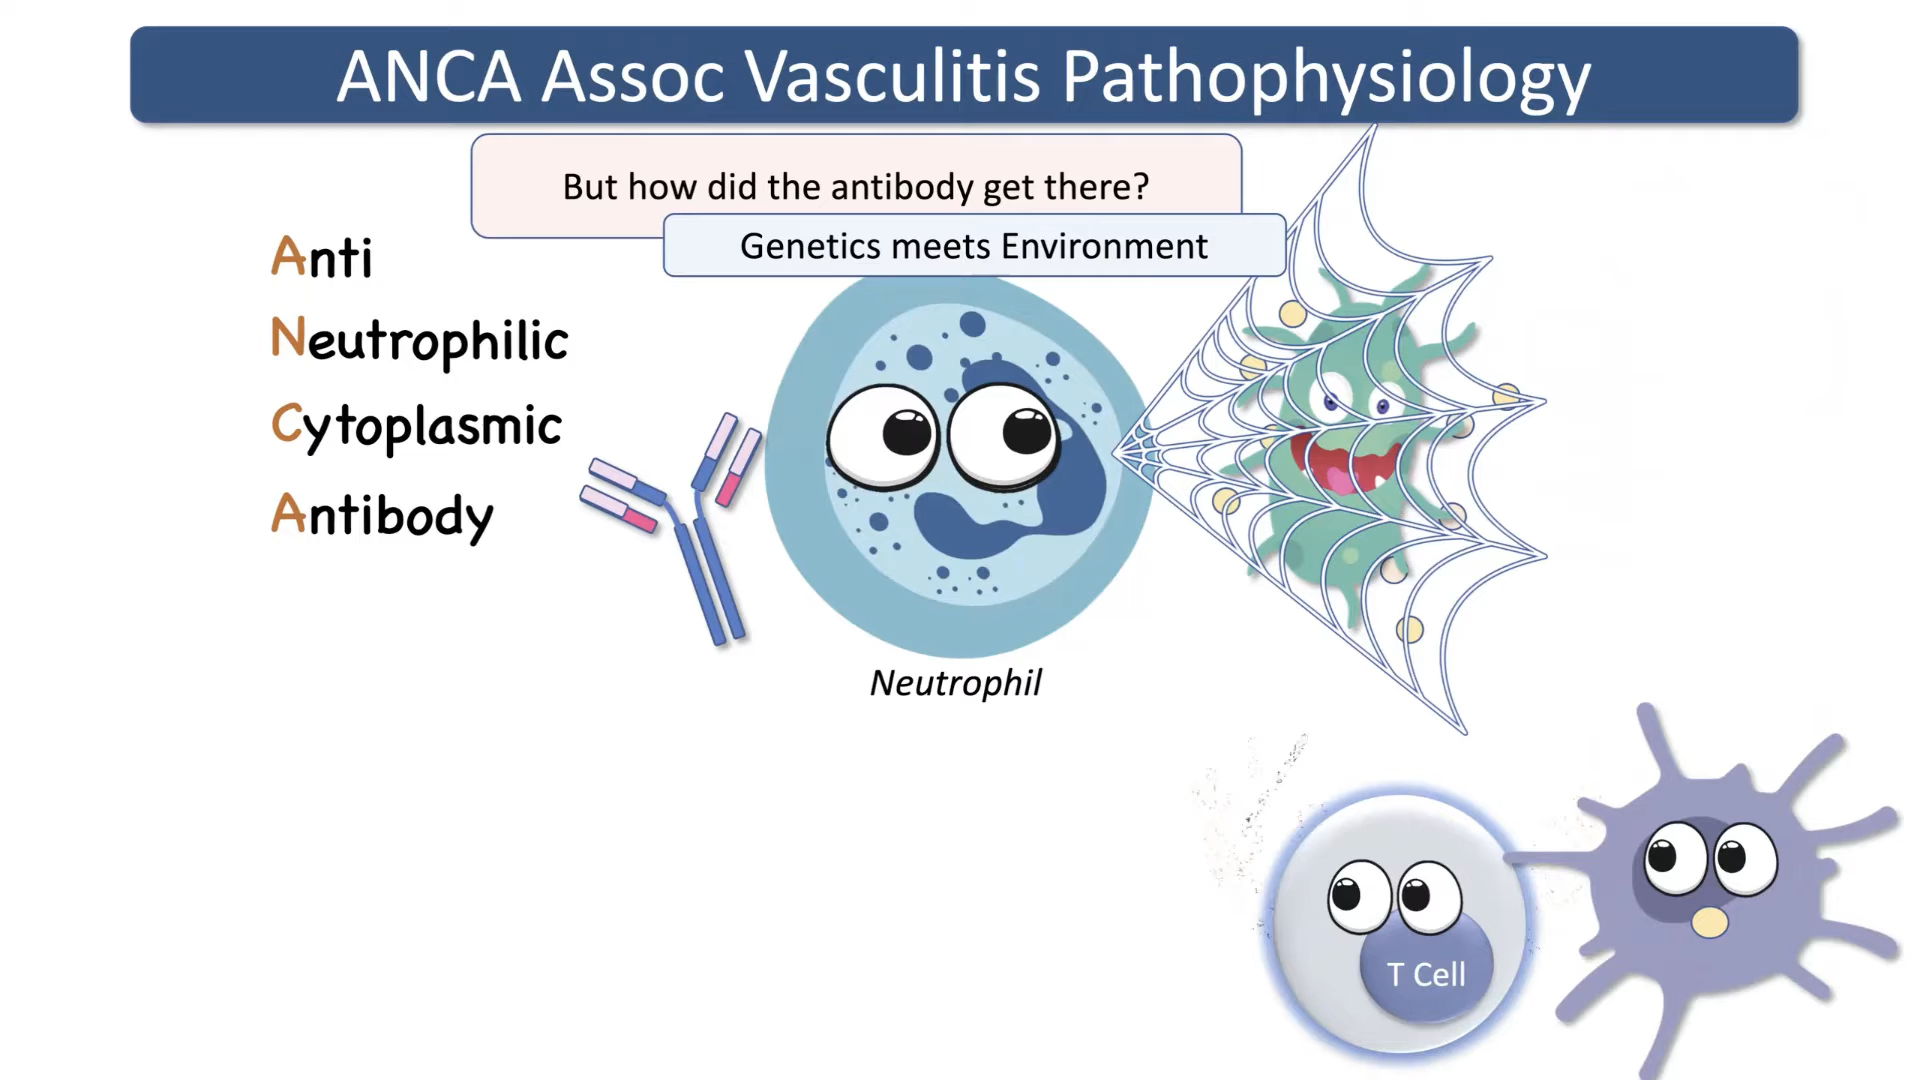 ANCA Assoc Vasculitis Pathophysiology
But how did the antibody get there?
Genetics meets Environment
Anti
Neutrophilic
Cytoplasmic
Antibody
Neutrophil
T Cell